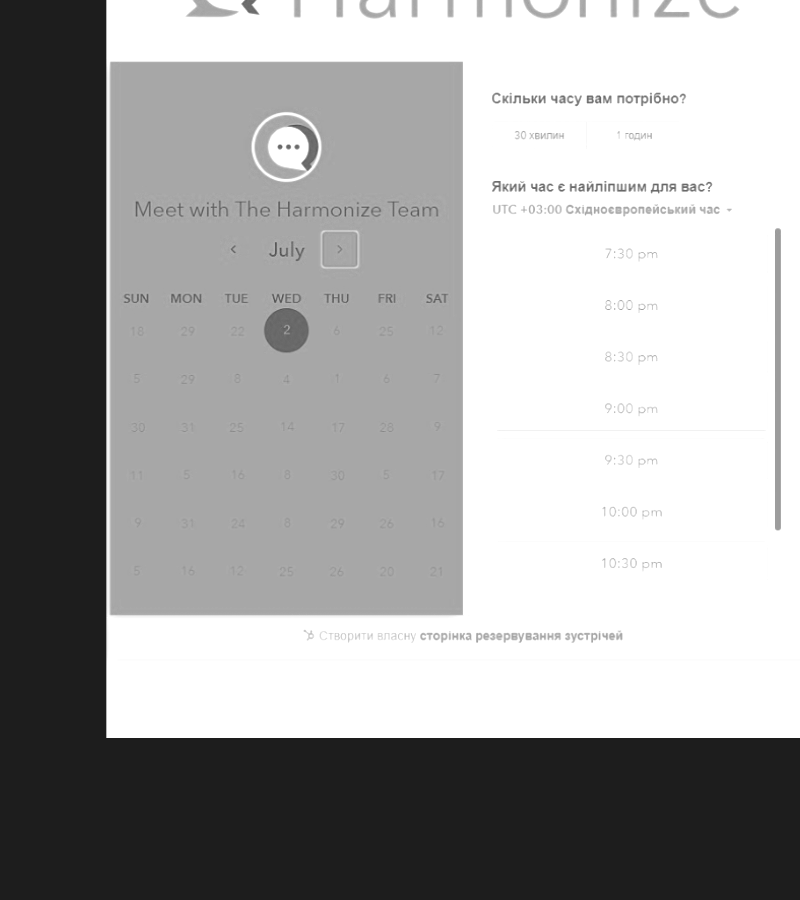 Harmonize
Meet with The Harmonize Team
July
SUN MON TUE WED THU FRI SAT
18 29 22 2 6 25 12
5 29 8 4 1 6 7
30 31 25 14 17 28 9
11 5 16 8 30 5 17
9 31 24 8 29 26 16
5 16 12 25 26 20 21
Скільки часу вам потрібно?
30 хвилин 1 годин
Який час є найліпшим для вас?
UTC +03:00 Східноєвропейський час
7:30 pm
8:00 pm
8:30 pm
9:00 pm
9:30 pm
10:00 pm
10:30 pm
Створити власну сторінка резервування зустрічей